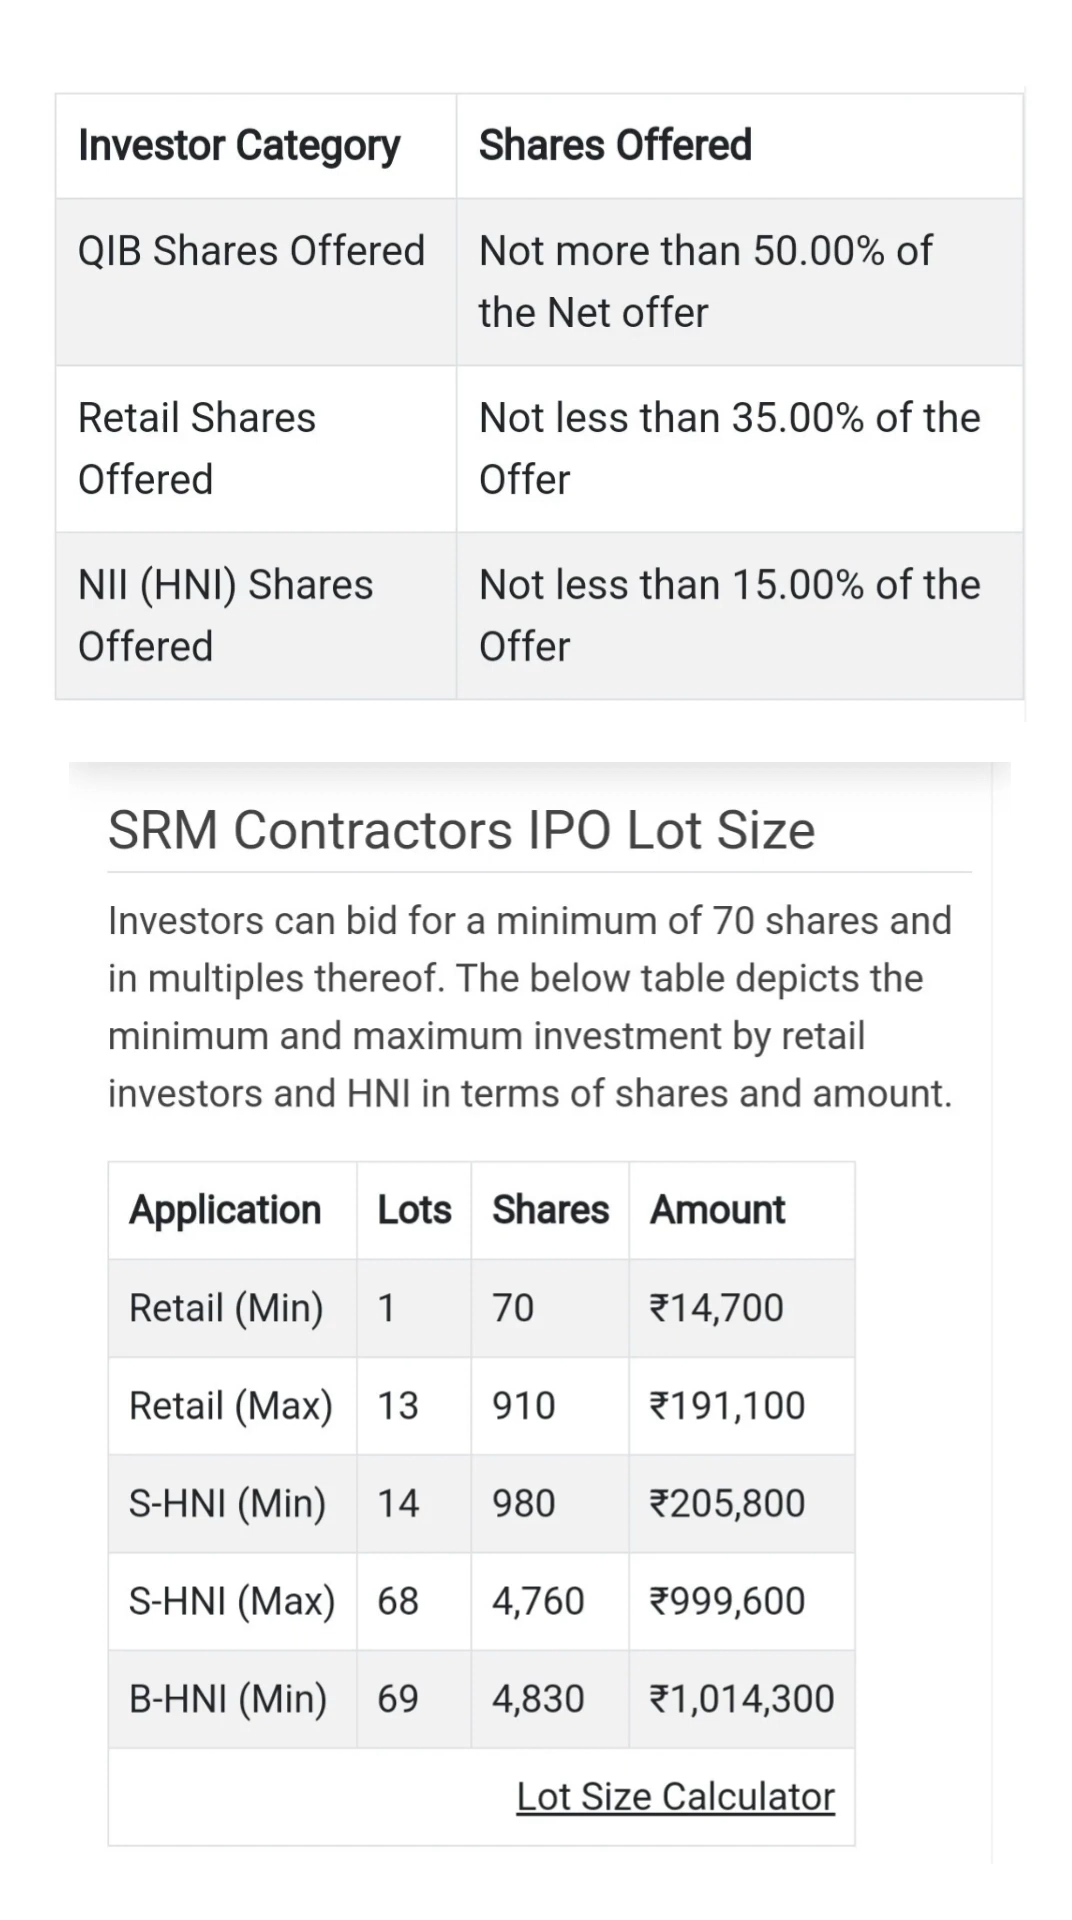 Investor Category Shares Offered
QIB Shares Offered Not more than 50.00% of
the Net offer
Retail Shares Not less than 35.00% of the
Offered Offer
NII (HNI) Shares Not less than 15.00% of the
Offered Offer
SRM Contractors IPO Lot Size
Investors can bid for a minimum of 70 shares and
in multiples thereof. The below table depicts the
minimum and maximum investment by retail
investors and HNI in terms of shares and amount.
Application Lots Shares Amount
Retail (Min) 1 70 ₹14,700
Retail (Max) 13 910 ₹191,100
S-HNI (Min) 14 980 ₹205,800
S-HNI (Max) 68 4,760 ₹999,600
B-HNI (Min) 69 4,830 ₹1,014,300
Lot Size Calculator